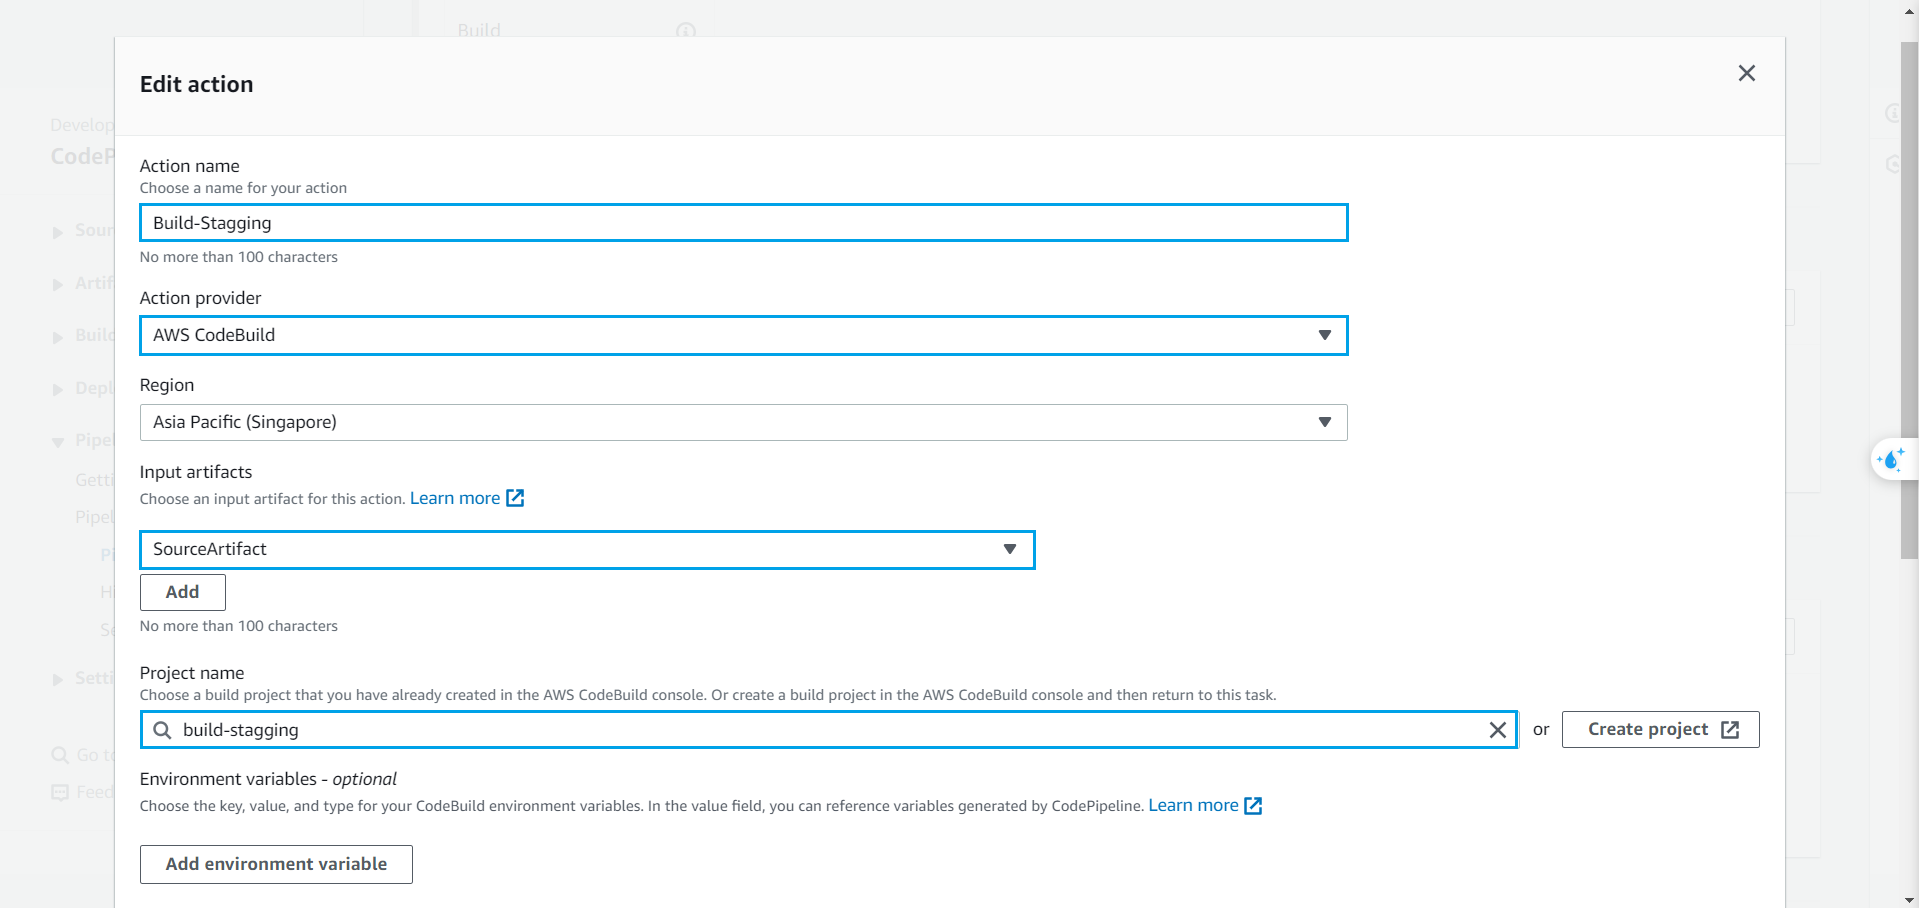 Build
Edit action
Develop
CodeP
Action name
Choose a name for your action
Build-Stagging
Sour
No more than 100 characters
Artif
Action provider
AWS CodeBuild
Build
Region
Depl
Asia Pacific (Singapore)
Pipel
Input artifacts
Getti
Choose an input artifact for this action. Learn more
Pipel
SourceArtifact
Pi
Add
Hi
No more than 100 characters
Se
Project name
Setti
Choose a build project that you have already created in the AWS CodeBuild console. Or create a build project in the AWS CodeBuild console and then return to this task.
build-stagging
or
Create project
Go to
Environment variables - optional
Feed
Choose the key, value, and type for your CodeBuild environment variables. In the value field, you can reference variables generated by CodePipeline. Learn more
Add environment variable